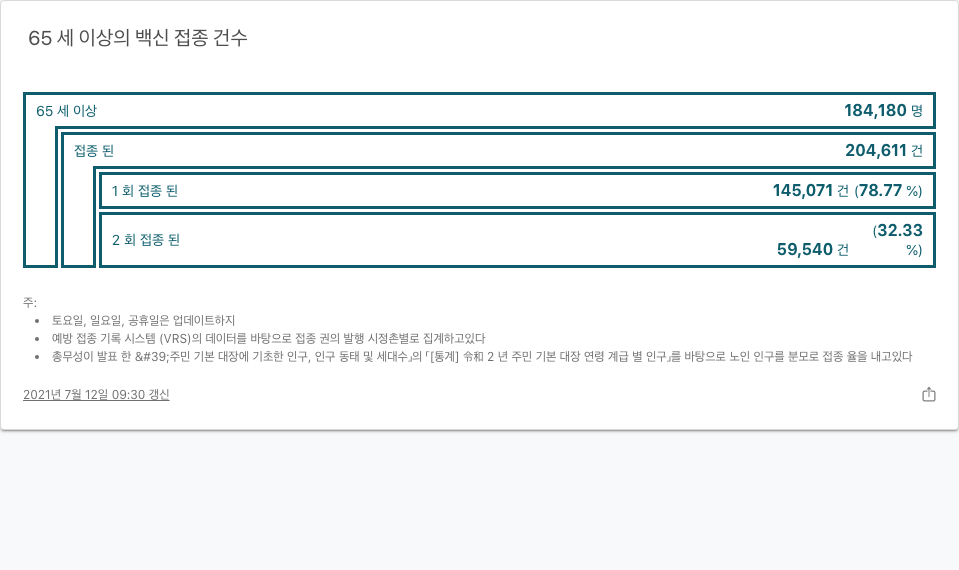 65 세 이상의 백신 접종 건수
65 세 이상 184,180 명
접종 된 204,611 건
1 회 접종 된 145,071 건 (78.77 %)
2 회 접종 된 59,540 건 (32.33 %)
주:
토요일, 일요일, 공휴일은 업데이트하지
예방 접종 기록 시스템 (VRS)의 데이터를 바탕으로 접종 권의 발행 시정촌별로 집계하고있다
총무성이 발표 한 &#39;주민 기본 대장에 기초한 인구, 인구 동태 및 세대수」의 「[통계] 令和 2 년 주민 기본 대장 연령 계급 별 인구」를 바탕으로 노인 인구를 분모로 접종 율을 내고있다
2021년 7월 12일 09:30 갱신